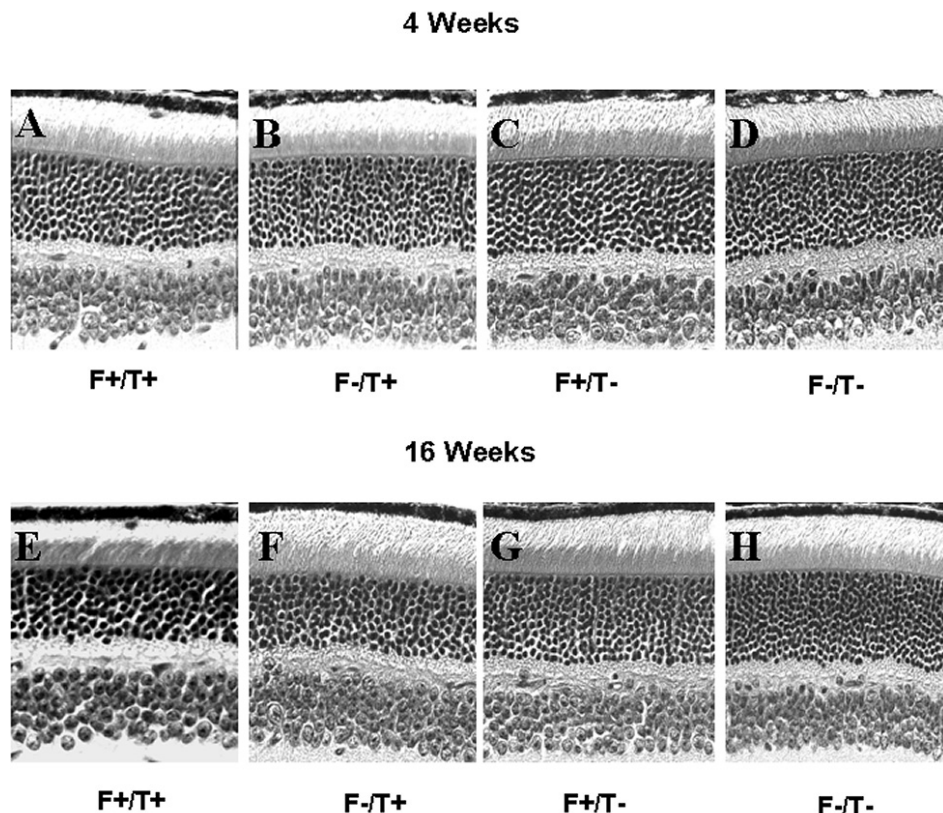 4 Weeks
A B C D
F+/T+ F-/T+ F+/T- F-/T-
16 Weeks
E F G H
F+/T+ F-/T+ F+/T- F-/T-